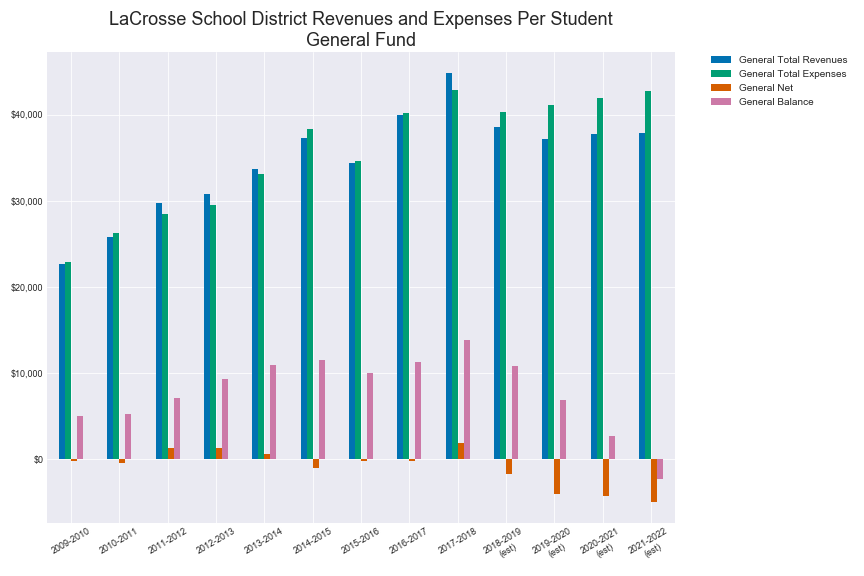 LaCrosse School District Revenues and Expenses Per Student
General Fund
General Total Revenues
General Total Expenses
General Net
General Balance
$40,000
$30,000
$20,000
$10,000
$0
2009-2010
2010-2011
2011-2012
2012-2013
2013-2014
2014-2015
2015-2016
2016-2017
2017-2018
2018-2019
(est)
2019-2020
(est)
2020-2021
(est)
2021-2022
(est)